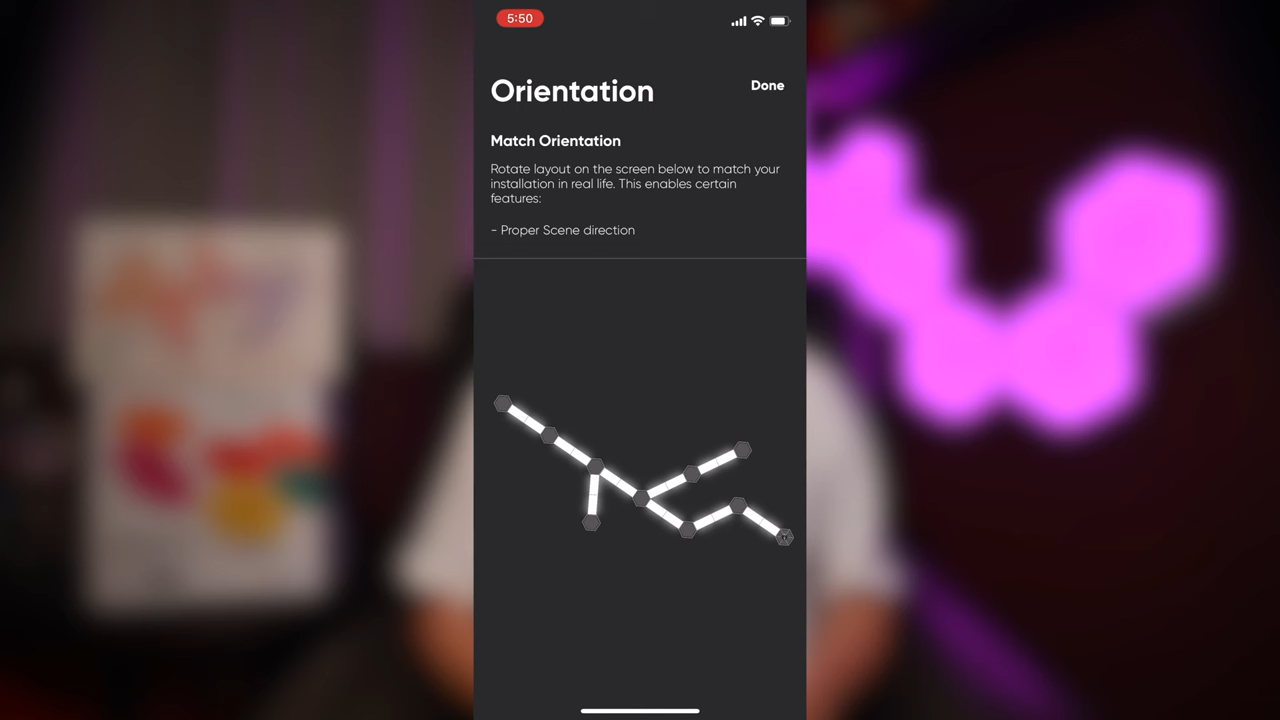 5:50
Orientation
Done
Match Orientation
Rotate layout on the screen below to match your
installation in real life. This enables certain
features:
- Proper Scene direction